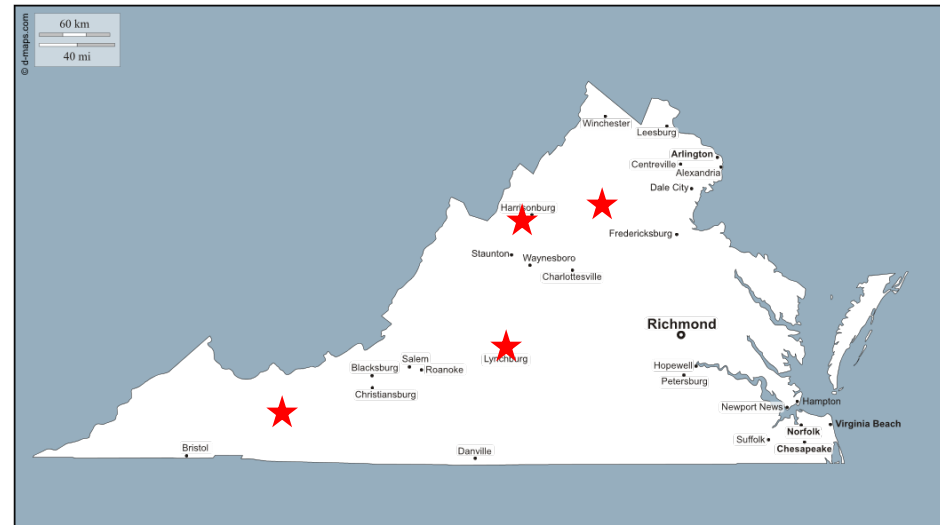 60 km
40 mi
© d-maps.com
Winchester
Leesburg
Arlington
Centreville
Alexandria
Dale City
Harrisonburg
Fredericksburg
Staunton
Waynesboro
Charlottesville
Richmond
Lynchburg
Salem
Blacksburg
Roanoke
Christiansburg
Hopewell
Petersburg
Hampton
Newport News
Virginia Beach
Norfolk
Suffolk
Chesapeake
Bristol
Danville